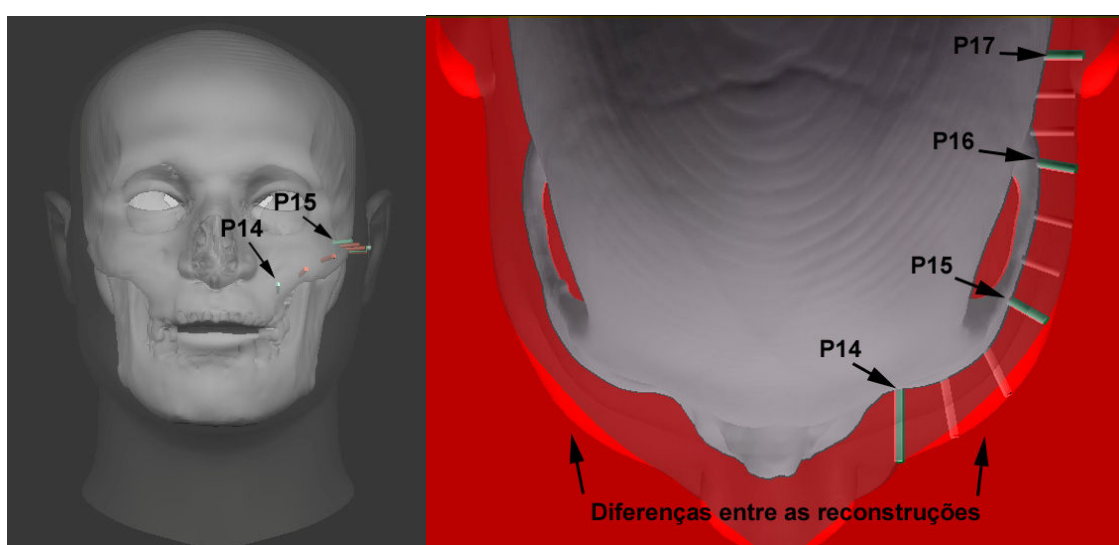 P15
P14
P17
P16
P15
P14
Diferenças entre as reconstruções